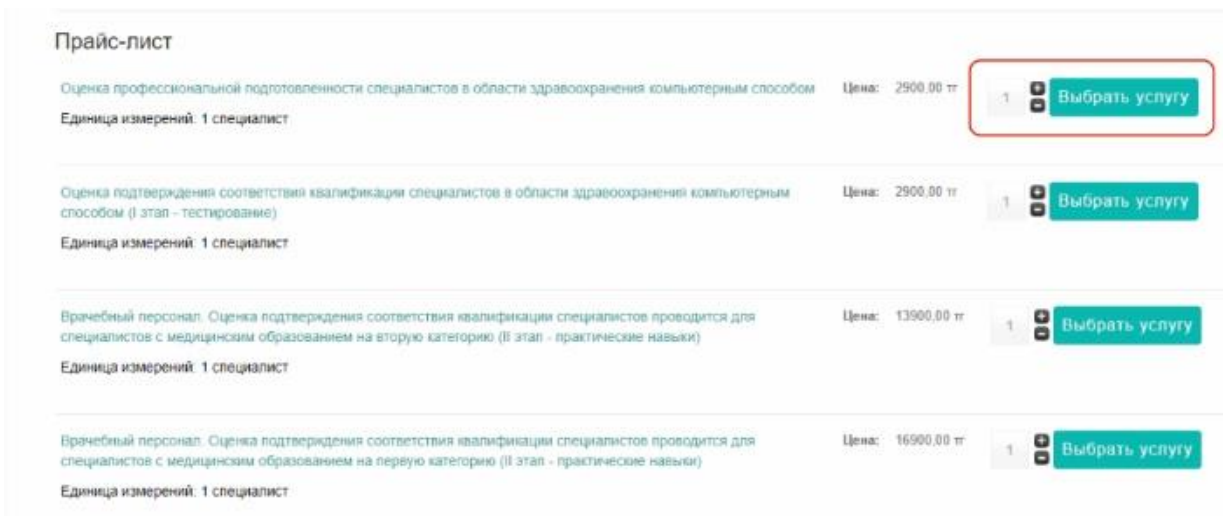 Прайс-лист
Оценка профессиональной подготовленности специалистов в области здравоохранения компьютерным способом Цена: 2900,00 тг 1 Выбрать услугу
Единица измерений: 1 специалист
Оценка подтверждения соответствия квалификации специалистов в области здравоохранения компьютерным Цена: 2900,00 тг 1 Выбрать услугу
способом (I этап - тестирование)
Единица измерений: 1 специалист
Врачебный персонал. Оценка подтверждения соответствия квалификации специалистов проводится для Цена: 13900,00 тг 1 Выбрать услугу
специалистов с медицинским образованием на вторую категорию (II этап - практические навыки)
Единица измерений: 1 специалист
Врачебный персонал. Оценка подтверждения соответствия квалификации специалистов проводится для Цена: 16900,00 тг 1 Выбрать услугу
специалистов с медицинским образованием на первую категорию (II этап - практические навыки)
Единица измерений: 1 специалист